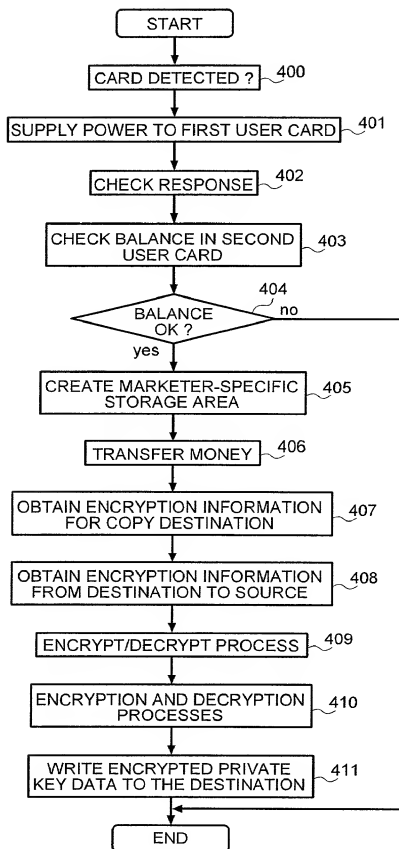 START
CARD DETECTED ?
400
SUPPLY POWER TO FIRST USER CARD
401
CHECK RESPONSE
402
CHECK BALANCE IN SECOND
USER CARD
403
BALANCE
OK ?
404
no
yes
CREATE MARKETER-SPECIFIC
STORAGE AREA
405
TRANSFER MONEY
406
OBTAIN ENCRYPTION INFORMATION
FOR COPY DESTINATION
407
OBTAIN ENCRYPTION INFORMATION
FROM DESTINATION TO SOURCE
408
ENCRYPT/DECRYPT PROCESS
409
ENCRYPTION AND DECRYPTION
PROCESSES
410
WRITE ENCRYPTED PRIVATE
KEY DATA TO THE DESTINATION
411
END